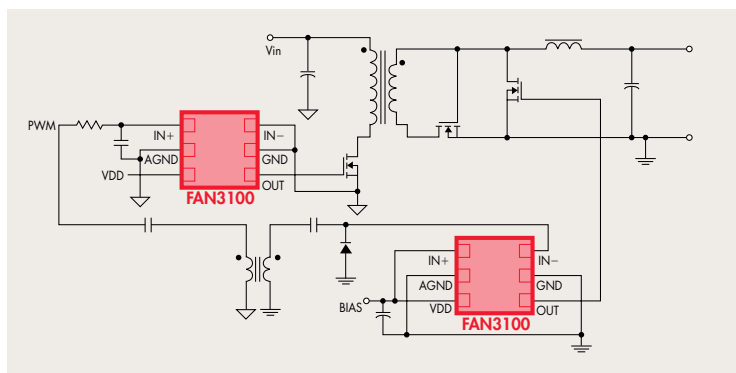 Vin
PWM
IN+
IN−
AGND
GND
VDD
OUT
FAN3100
IN+
IN−
AGND
GND
BIAS
VDD
OUT
FAN3100